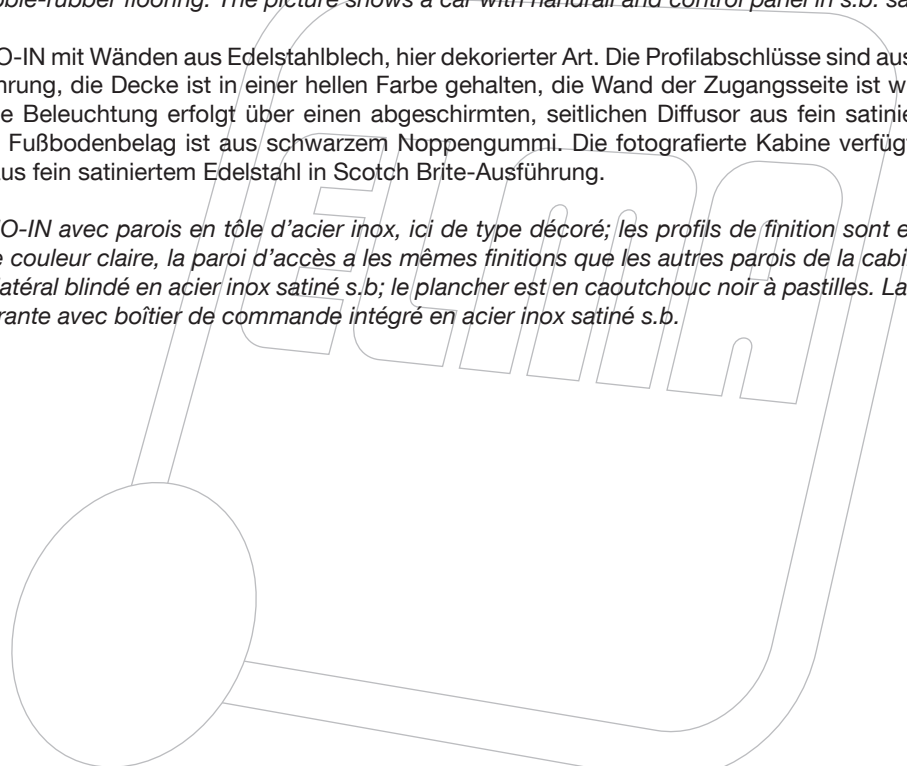 ble-rubber flooring. The picture shows a car with handrail and control panel in s.b. sa
O-IN mit Wänden aus Edelstahlblech, hier dekorierter Art. Die Profilabschlüsse sind aus
hrung, die Decke ist in einer hellen Farbe gehalten, die Wand der Zugangsseite ist w
e Beleuchtung erfolgt über einen abgeschirmten, seitlichen Diffusor aus fein satinie
Fußbodenbelag ist aus schwarzem Noppengummi. Die fotografierte Kabine verfügt
us fein satiniertem Edelstahl in Scotch Brite-Ausführung.
O-IN avec parois en tôle d’acier inox, ici de type décoré; les profils de finition sont e
e couleur claire, la paroi d’accès a les mêmes finitions que les autres parois de la cabi
latéral blindé en acier inox satiné s.b; le plancher est en caoutchouc noir à pastilles. La
rante avec boîtier de commande intégré en acier inox satiné s.b.
ELMA